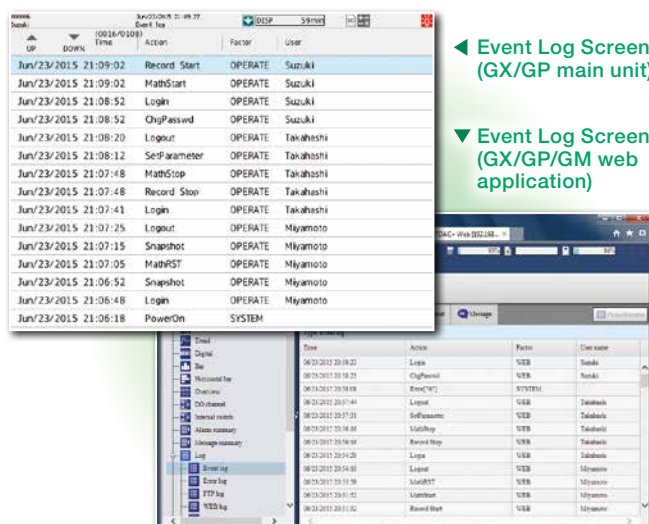 Suzuki
Jun/23/2015 21:09:27
Event log
DISP
59min
(0016/0108)
UP
DOWN
Time Action Factor User
Jun/23/2015 21:09:02 Record Start OPERATE Suzuki
Jun/23/2015 21:09:02 MathStart OPERATE Suzuki
Jun/23/2015 21:08:52 Login OPERATE Suzuki
Jun/23/2015 21:08:52 ChgPasswd OPERATE Suzuki
Jun/23/2015 21:08:20 Logout OPERATE Takahashi
Jun/23/2015 21:08:12 SetParameter OPERATE Takahashi
Jun/23/2015 21:07:48 MathStop OPERATE Takahashi
Jun/23/2015 21:07:48 Record Stop OPERATE Takahashi
Jun/23/2015 21:07:41 Login OPERATE Takahashi
Jun/23/2015 21:07:25 Logout OPERATE Miyamoto
Jun/23/2015 21:07:15 Snapshot OPERATE Miyamoto
Jun/23/2015 21:07:05 MathRST OPERATE Miyamoto
Jun/23/2015 21:06:52 Snapshot OPERATE Miyamoto
Jun/23/2015 21:06:48 Login OPERATE Miyamoto
Jun/23/2015 21:06:18 PowerOn SYSTEM
◀ Event Log Screen
(GX/GP main unit)
▼ Event Log Screen
(GX/GP/GM web
application)
Message
Time Action Factor User name
Login WEB Suzuki
ChgPasswd WEB Suzuki
SYSTEM
Logout WEB Takahashi
SetParameter WEB Takahashi
MathStop WEB Takahashi
Record Stop WEB Takahashi
Login WEB Takahashi
Logout WEB Miyamoto
MathRST WEB Miyamoto
MathStart WEB Miyamoto
Record Start WEB Miyamoto
Trend
Digital
Bar
Horizontal bar
Overview
DO channel
Internal switch
Alarm summary
Message summary
Log
Event log
Error log
FTP log
WEB log